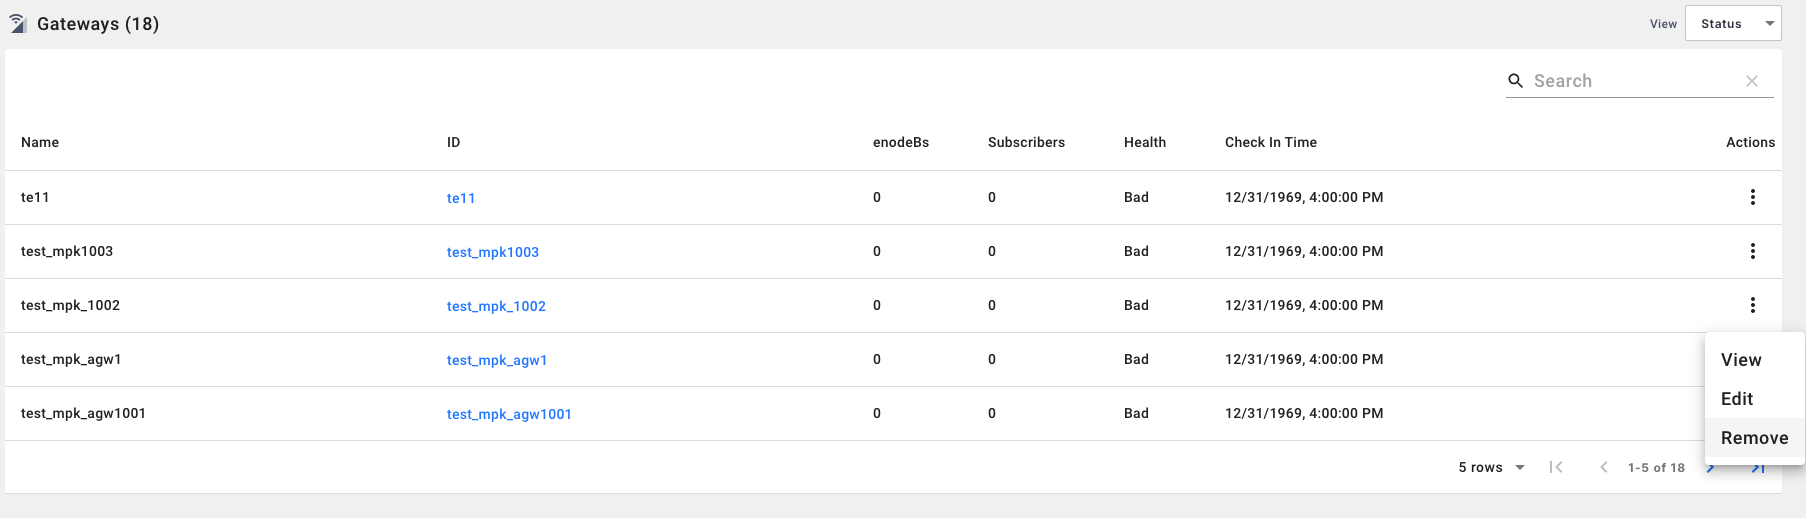 Gateways (18)
View Status
Search
Name ID enodeBs Subscribers Health Check In Time Actions
te11 te11 0 0 Bad 12/31/1969, 4:00:00 PM
test_mpk1003 test_mpk1003 0 0 Bad 12/31/1969, 4:00:00 PM
test_mpk_1002 test_mpk_1002 0 0 Bad 12/31/1969, 4:00:00 PM
test_mpk_agw1 test_mpk_agw1 0 0 Bad 12/31/1969, 4:00:00 PM
View
Edit
test_mpk_agw1001 test_mpk_agw1001 0 0 Bad 12/31/1969, 4:00:00 PM
Remove
5 rows 1-5 of 18